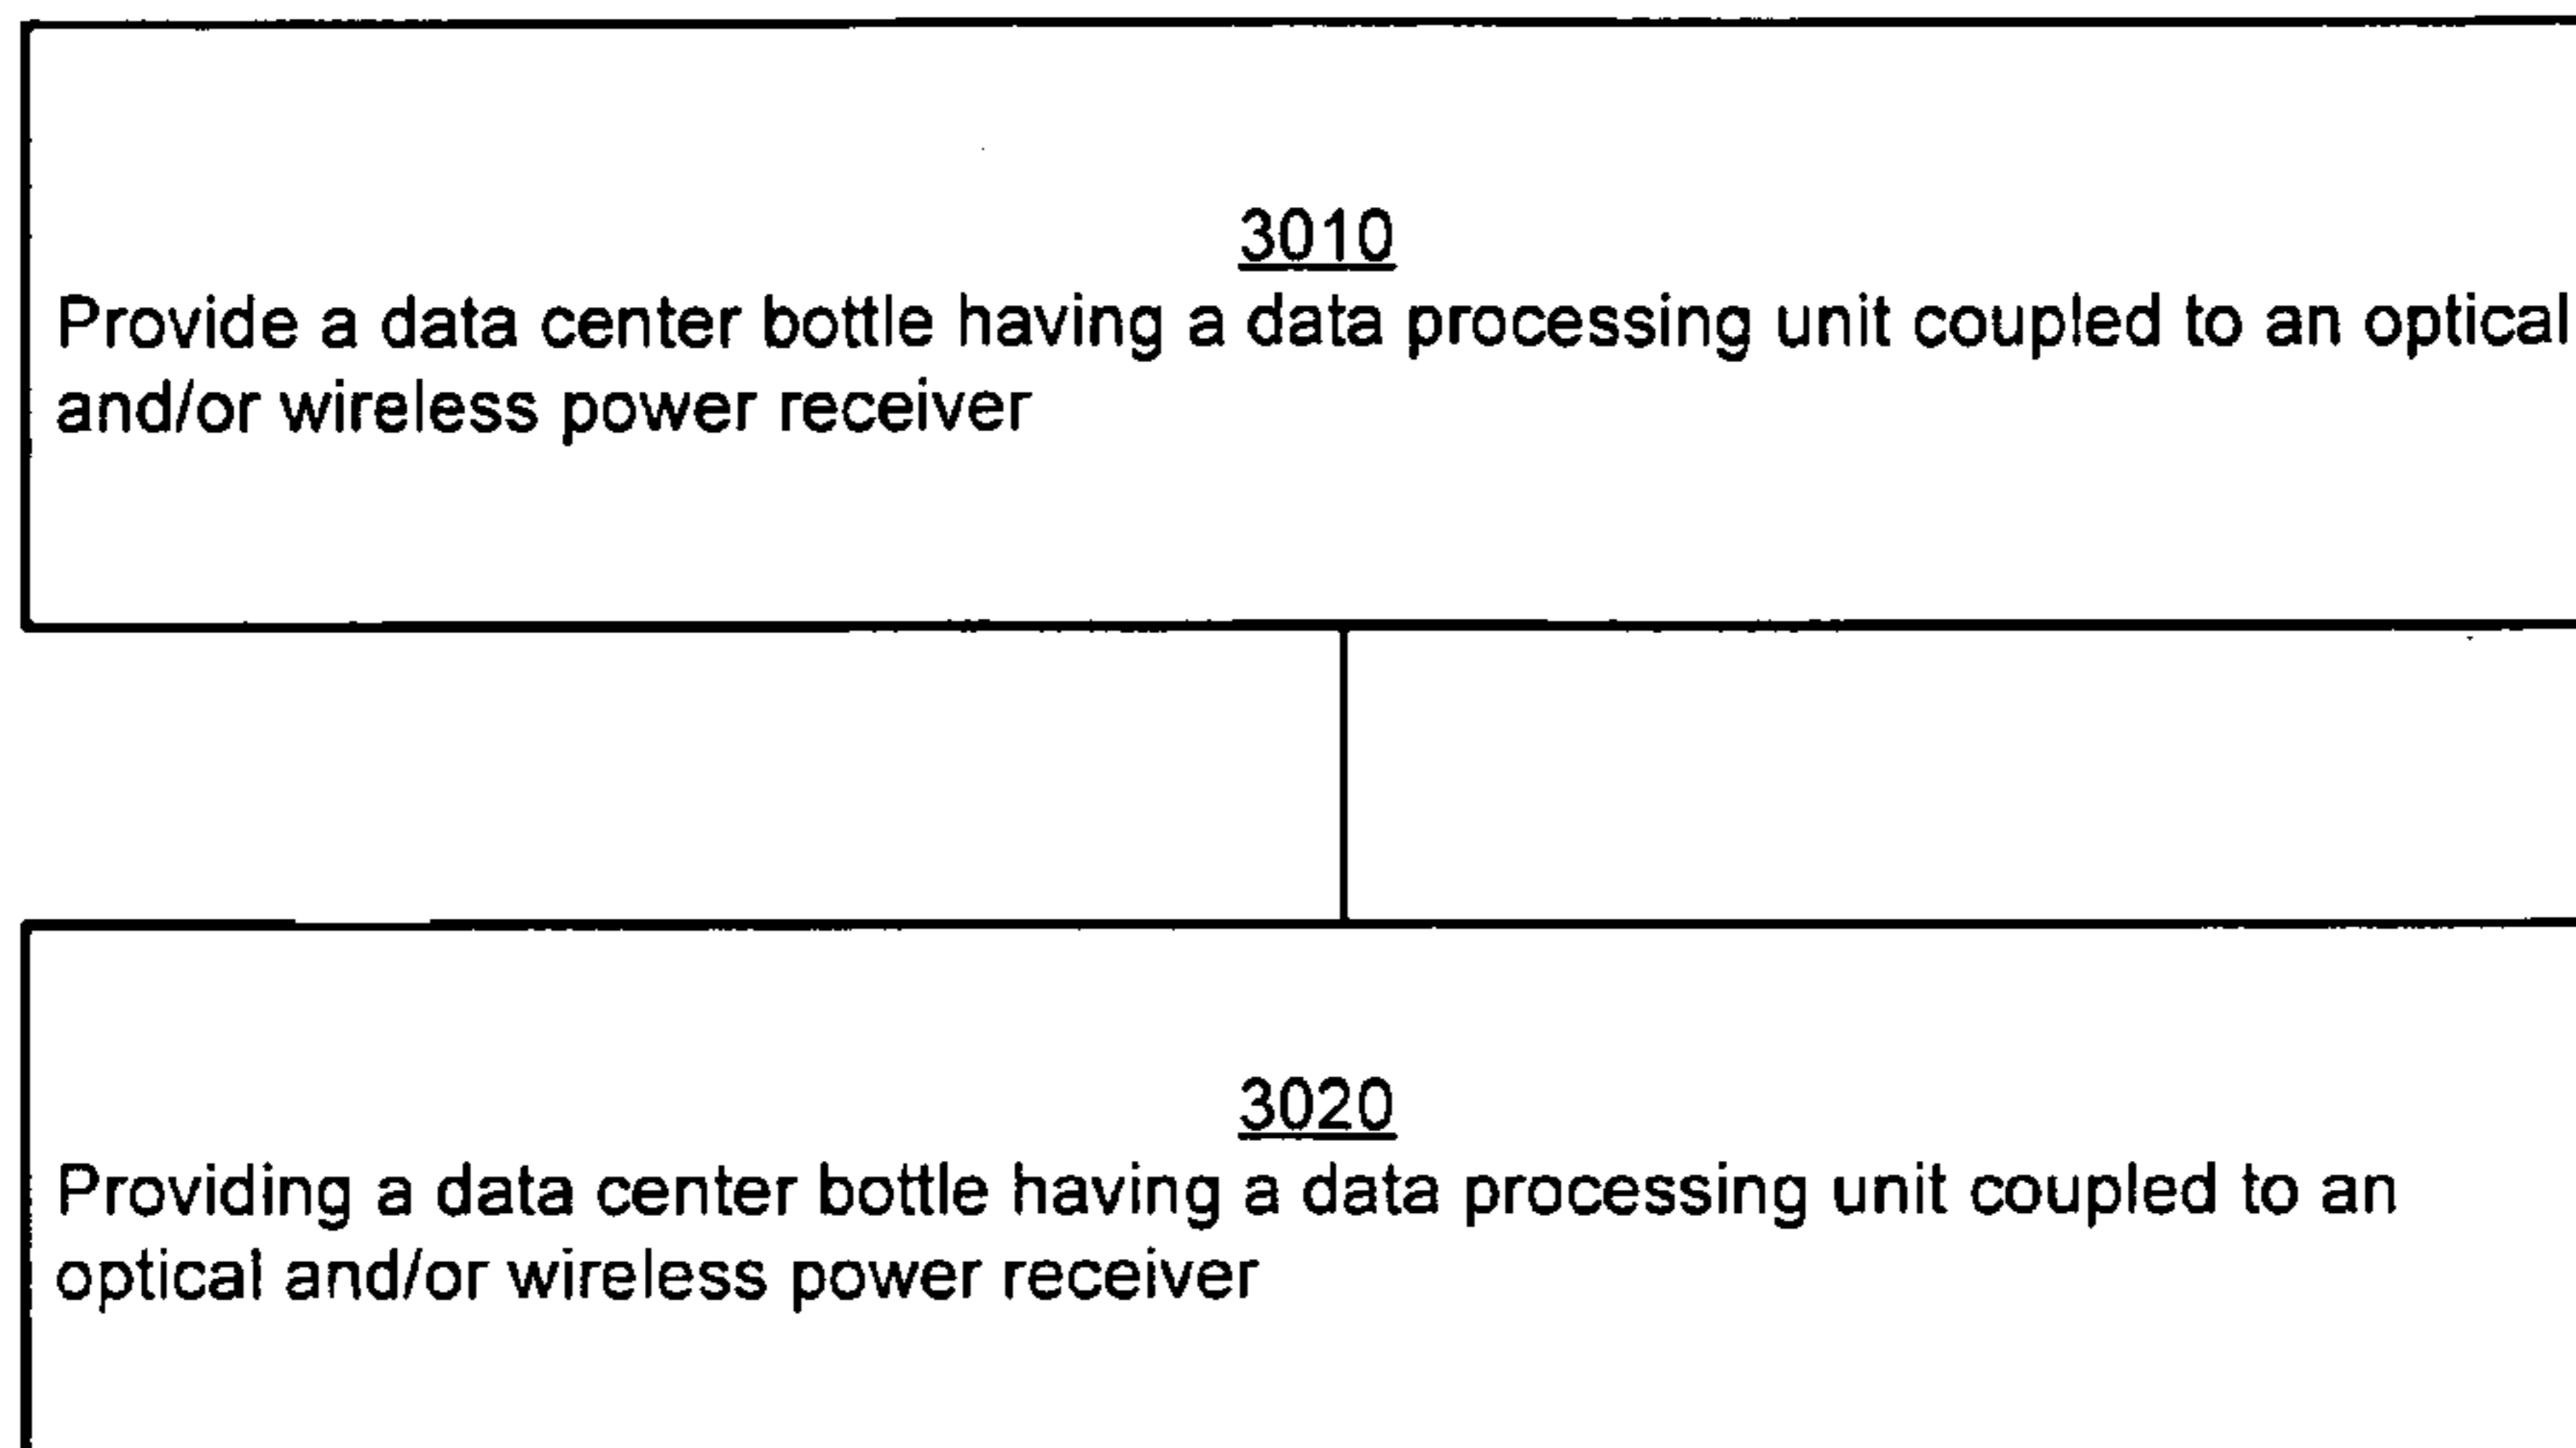 3010
Provide a data center bottle having a data processing unit coupled to an optical
and/or wireless power receiver
3020
Providing a data center bottle having a data processing unit coupled to an
optical and/or wireless power receiver